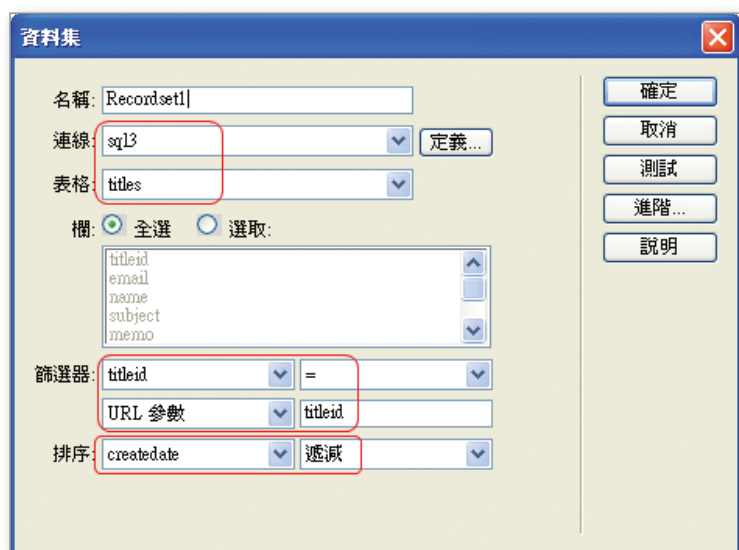 資料集
名稱: Recordset1
連線: sql3 定義...
表格: titles
欄: 全選 選取:
titleid
email
name
subject
memo
篩選器: titleid =
URL 參數 titleid
排序: createdate 遞減
確定
取消
測試
進階...
說明